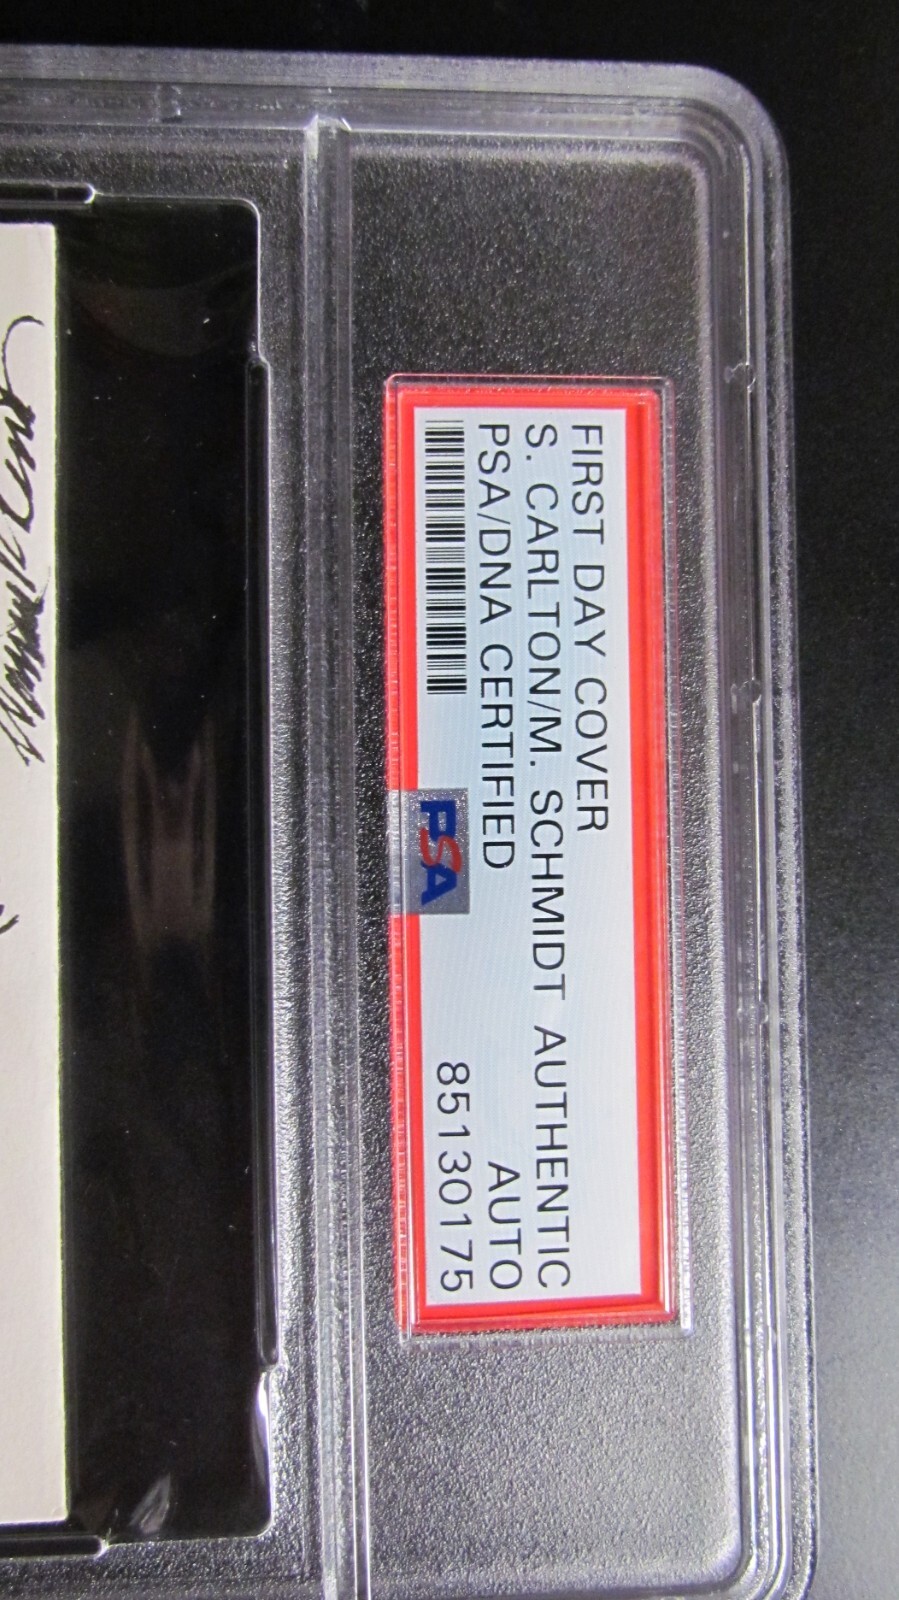 FIRST DAY COVER
S. CARLTON/M. SCHMIDT AUTHENTIC
PSA/DNA CERTIFIED AUTO
PSA 85130175